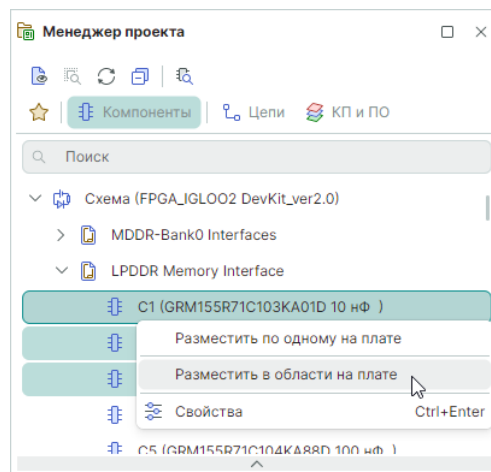 Менеджер проекта
Компоненты Цепи КП и ПО
Поиск
Схема (FPGA_IGLOO2 DevKit_ver2.0)
MDDR-Bank0 Interfaces
LPDDR Memory Interface
C1 (GRM155R71C103KA01D 10 нФ )
Разместить по одному на плате
Разместить в области на плате
Свойства Ctrl+Enter
C5 (GRM155R71C104KA88D 100 нФ )